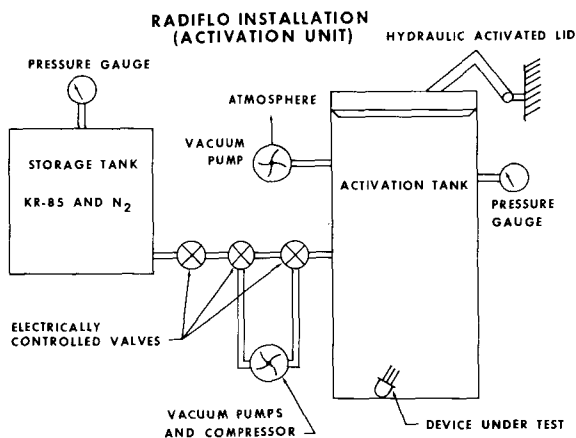 RADIFLO INSTALLATION
(ACTIVATION UNIT)
HYDRAULIC ACTIVATED LID
PRESSURE GAUGE
ATMOSPHERE
VACUUM
PUMP
STORAGE TANK
KR-85 AND N2
ACTIVATION TANK
PRESSURE
GAUGE
ELECTRICALLY
CONTROLLED VALVES
VACUUM PUMPS
AND COMPRESSOR
DEVICE UNDER TEST